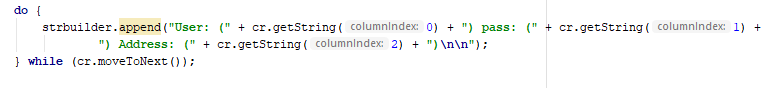 do {
strbuilder.append("User: (" + cr.getString( columnIndex: 0) + ") pass: (" + cr.getString( columnIndex: 1) +
") Address: (" + cr.getString( columnIndex: 2) + ")\n\n");
} while (cr.moveToNext());